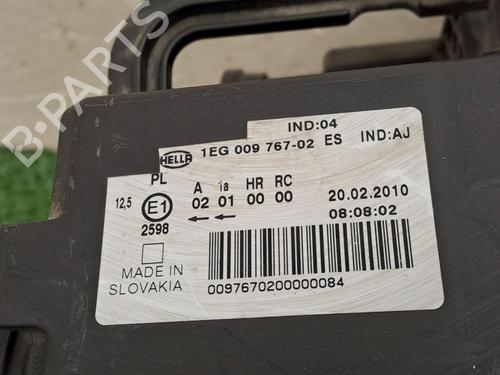 IND:04
HELLA 1EG 009 767-02 ES IND:AJ
PL A 1a HR RC
12,5 E1 02 01 00 00 20.02.2010
2598 08:08:02
MADE IN
SLOVAKIA
0097670200000084
B-PARTS